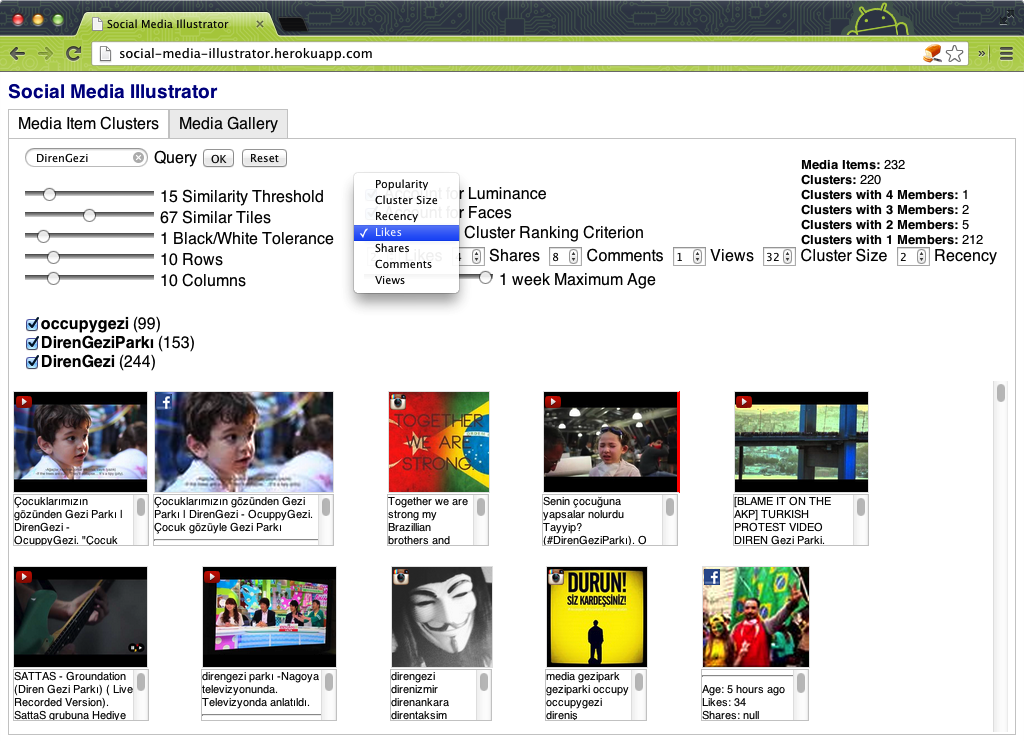 Social Media Illustrator
social-media-illustrator.herokuapp.com
Social Media Illustrator
Media Item Clusters
Media Gallery
DirenGezi
Query
OK
Reset
15 Similarity Threshold
67 Similar Tiles
1 Black/White Tolerance
10 Rows
10 Columns
Popularity
Cluster Size
Recency
✓ Likes
Shares
Comments
Views
for Luminance
for Faces
Cluster Ranking Criterion
4 Shares 8 Comments 1 Views 32 Cluster Size 2 Recency
1 week Maximum Age
Media Items: 232
Clusters: 220
Clusters with 4 Members: 1
Clusters with 3 Members: 2
Clusters with 2 Members: 5
Clusters with 1 Members: 212
occupygezi (99)
DirenGeziParkı (153)
DirenGezi (244)
TOGETHER
WE ARE
STRONG
Çocuklarımızın
gözünden Gezi Parkı |
DirenGezi -
OcuppyGezi. "Çocuk
Çocuklarımızın gözünden Gezi
Parkı | DirenGezi - OcuppyGezi.
Çocuk gözüyle Gezi Parkı
Together we are
strong my
Brazillian
brothers and
Senin çocuğuna
yapsalar nolurdu
Tayyip?
(#DirenGeziParkı). O
[BLAME IT ON THE
AKP] TURKISH
PROTEST VIDEO
DIREN Gezi Parki.
DURUN!
SİZ KARDEŞSİNİZ!
SATTAS - Groundation
(Diren Gezi Parkı) ( Live
Recorded Version).
SattaS grubuna Hediye
direngezi parkı -Nagoya
televizyonunda.
Televizyonda anlatıldı.
direngezi
direnizmir
direnankara
direntaksim
media gezipark
geziparki occupy
occupygezi
direniş
Age: 5 hours ago
Likes: 34
Shares: null